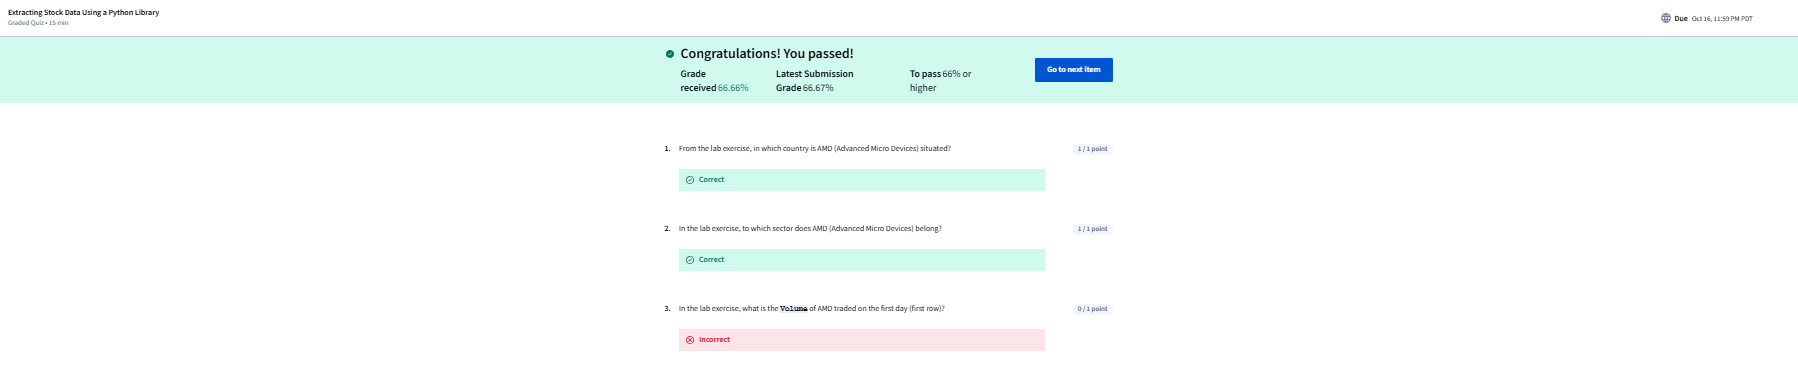 Extracting Stock Data Using a Python Library
Graded Quiz • 15 min
Due Oct 16, 11:59 PM PDT
Congratulations! You passed!
Grade received 66.66%
Latest Submission Grade 66.67%
To pass 66% or higher
Go to next item
1. From the lab exercise, in which country is AMD (Advanced Micro Devices) situated?
1 / 1 point
Correct
2. In the lab exercise, to which sector does AMD (Advanced Micro Devices) belong?
1 / 1 point
Correct
3. In the lab exercise, what is the Volume of AMD traded on the first day (first row)?
0 / 1 point
Incorrect